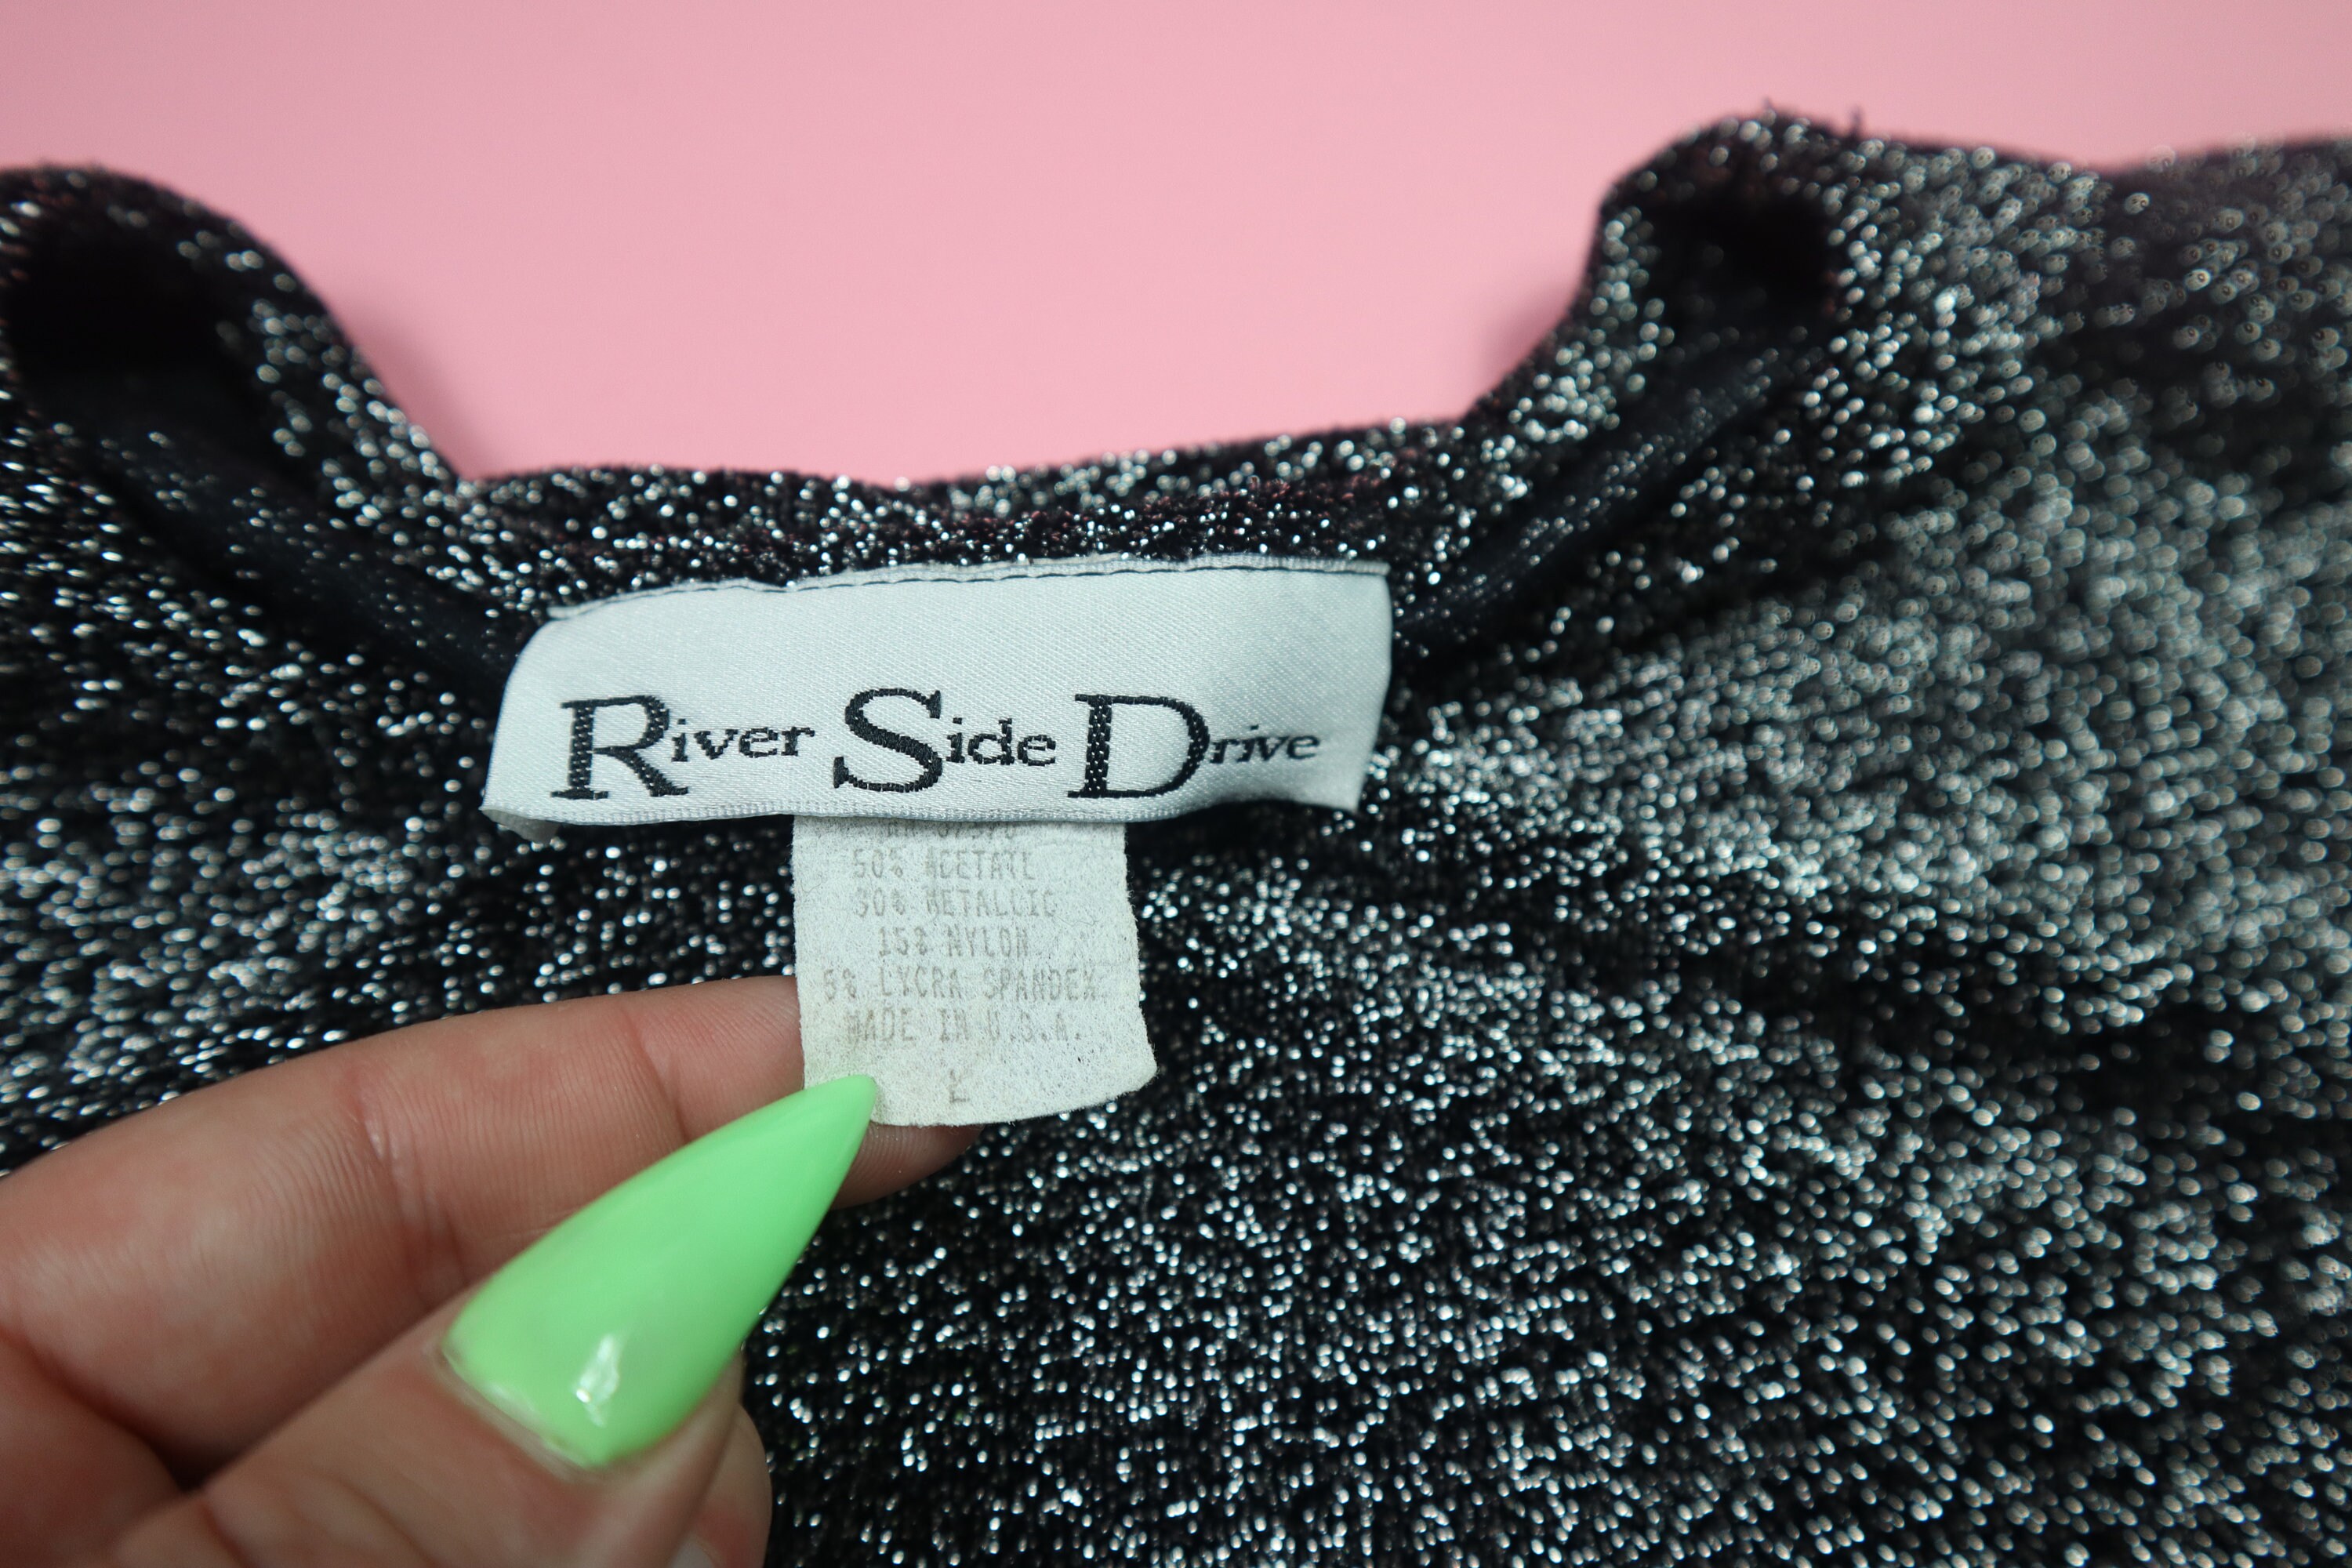 River Side Drive
50% ACETATE
30% METALLIC
15% NYLON
5% LYCRA SPANDEX
MADE IN U.S.A.
L